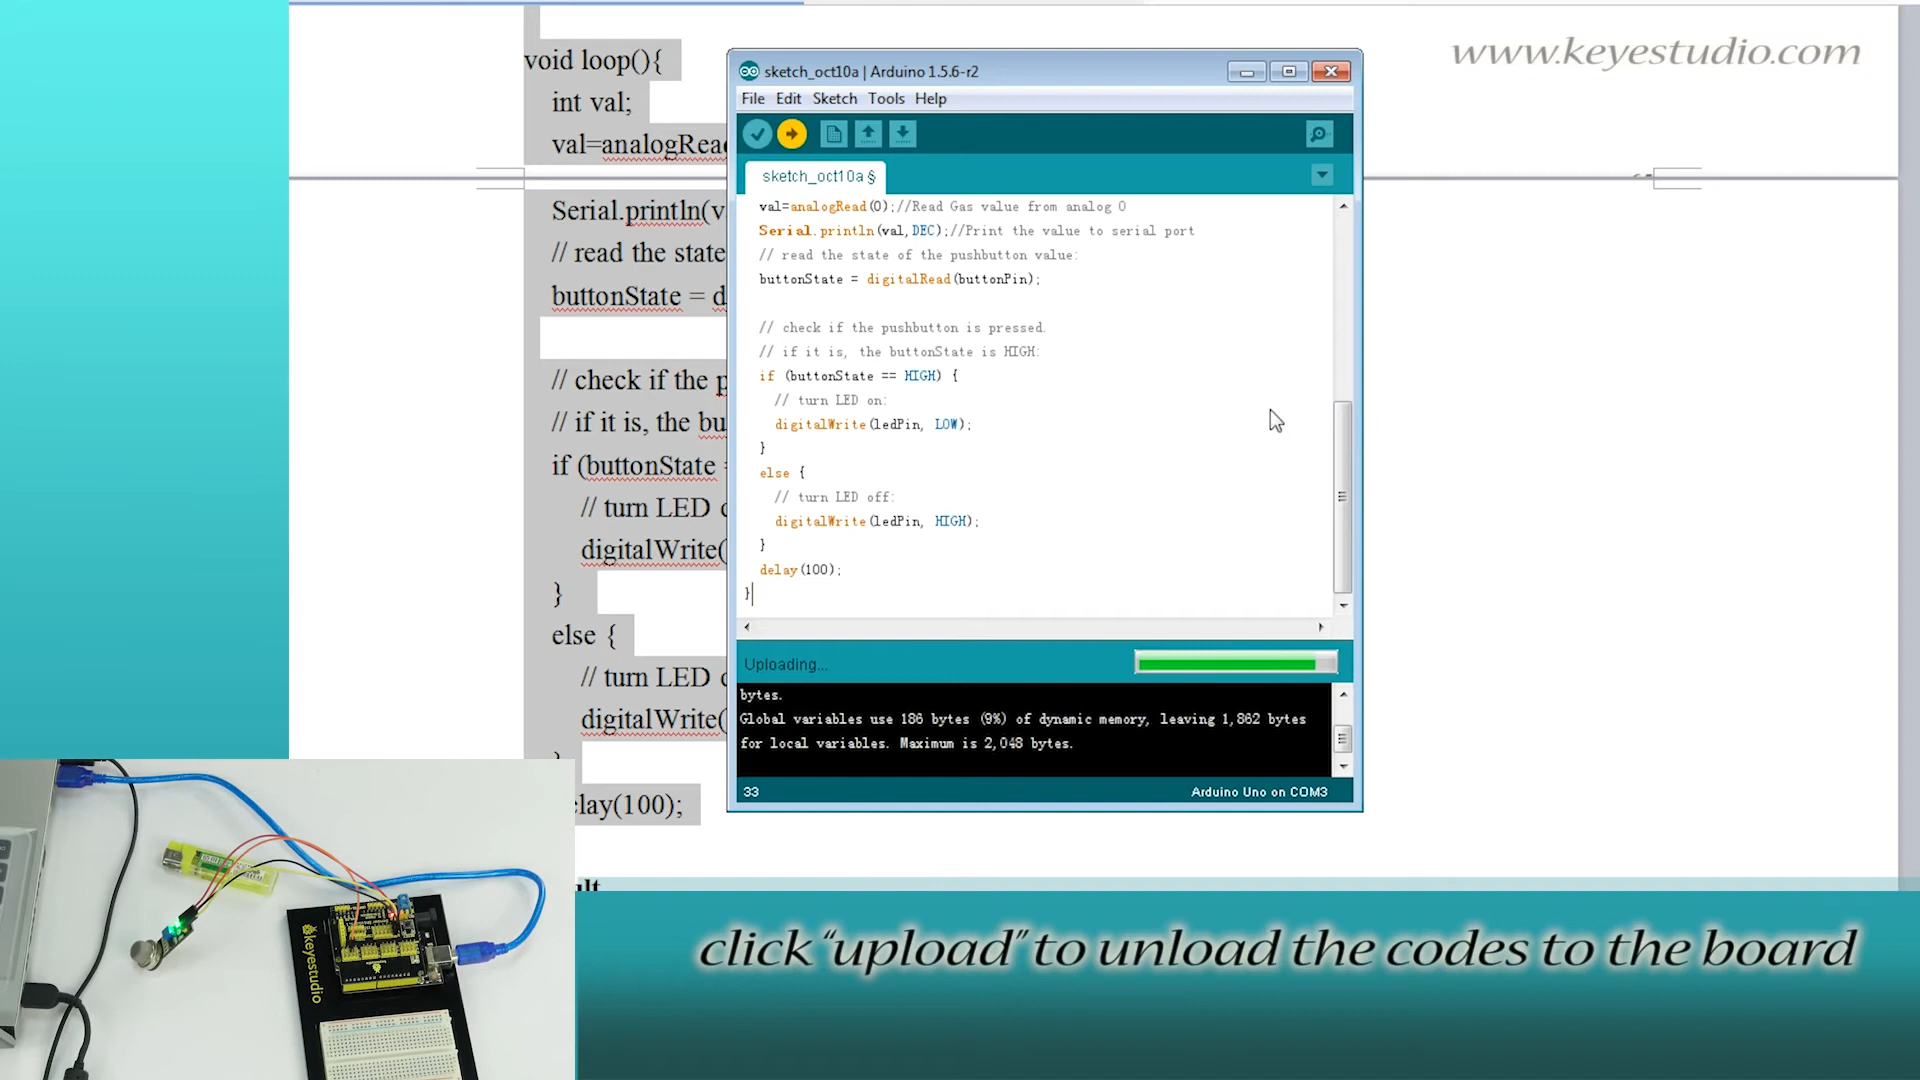 www.keyestudio.com
void loop(){
int val;
val=analogRea
Serial.println(v
// read the state
buttonState = d
// check if the p
// if it is, the bu
if (buttonState =
// turn LED
digitalWrite(
}
else {
// turn LED
digitalWrite(
elay(100);
ult
sketch_oct10a | Arduino 1.5.6-r2
File Edit Sketch Tools Help
sketch_oct10a §
val=analogRead(0);//Read Gas value from analog 0
Serial.println(val,DEC);//Print the value to serial port
// read the state of the pushbutton value:
buttonState = digitalRead(buttonPin);
// check if the pushbutton is pressed.
// if it is, the buttonState is HIGH:
if (buttonState == HIGH) {
// turn LED on:
digitalWrite(ledPin, LOW);
}
else {
// turn LED off:
digitalWrite(ledPin, HIGH);
}
delay(100);
}
Uploading...
bytes.
Global variables use 186 bytes (9%) of dynamic memory, leaving 1,862 bytes
for local variables. Maximum is 2,048 bytes.
33
Arduino Uno on COM3
keyestudio
click “upload” to unload the codes to the board